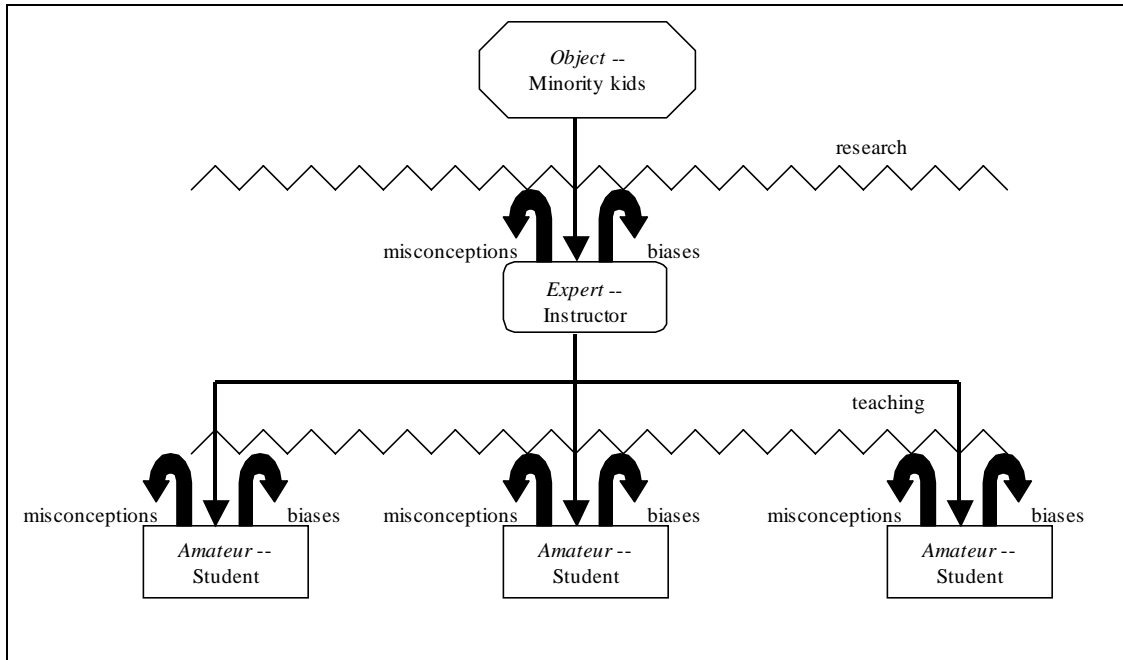 Object --
Minority kids
research
misconceptions
biases
Expert --
Instructor
teaching
misconceptions
biases
misconceptions
biases
misconceptions
biases
Amateur --
Student
Amateur --
Student
Amateur --
Student